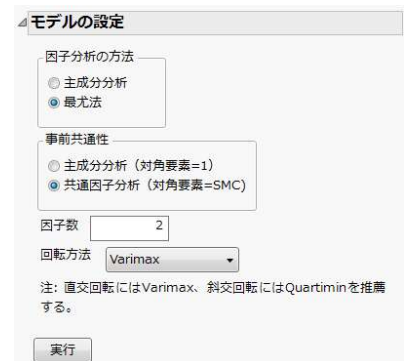 モデルの設定
因子分析の方法
主成分分析
最尤法
事前共通性
主成分分析（対角要素=1）
共通因子分析（対角要素=SMC)
因子数 2
回転方法 Varimax
注: 直交回転にはVarimax、斜交回転にはQuartiminを推薦
する。
実行